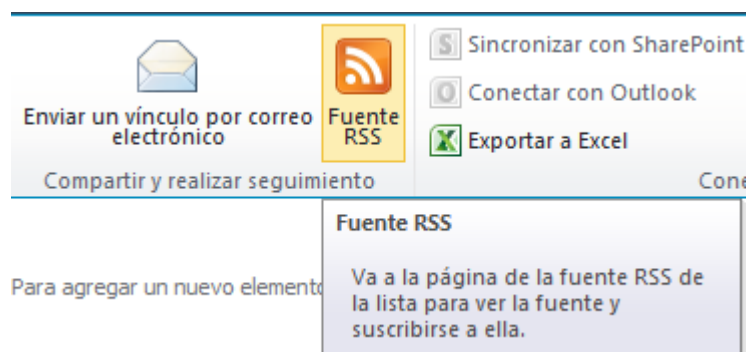 Enviar un vínculo por correo
electrónico
Fuente
RSS
Sincronizar con SharePoint
Conectar con Outlook
Exportar a Excel
Compartir y realizar seguimiento
Fuente RSS
Va a la página de la fuente RSS de
la lista para ver la fuente y
suscribirse a ella.
Para agregar un nuevo